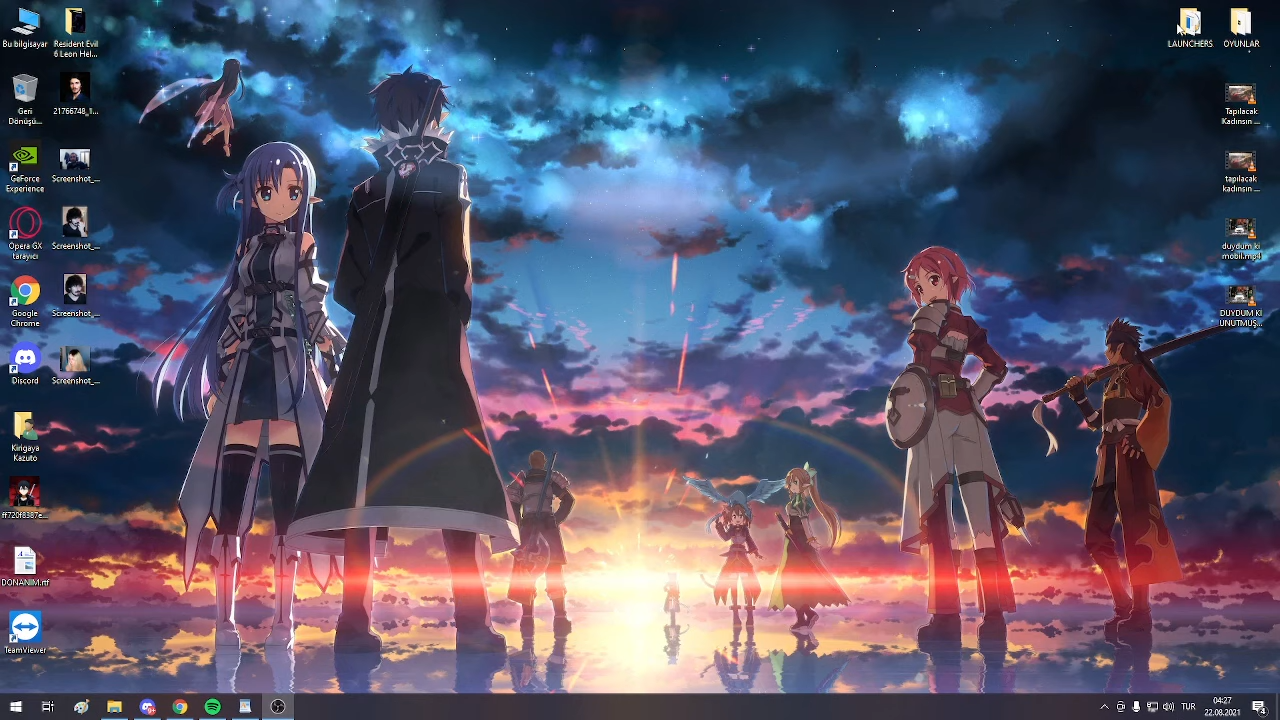 Bu bilgisayar
Resident Evil
6 Leon Hel...
Geri
Dönüşü...
21766748_1...
GeForce
Experience
Screenshot_...
Opera GX
tarayıcı
Screenshot_...
Google
Chrome
Screenshot_...
Discord
Screenshot_...
Kirigaya
Kazuto
ff720f8387e...
DONANIM.rtf
TeamViewer
LAUNCHERS
OYUNLAR
Tapılacak
Kadınsın ...
tapılacak
kadınsın ...
duydum ki
mobil.mp4
DUYDUM Kİ
UNUTMUŞ...
TUR
04:27
22.08.2021